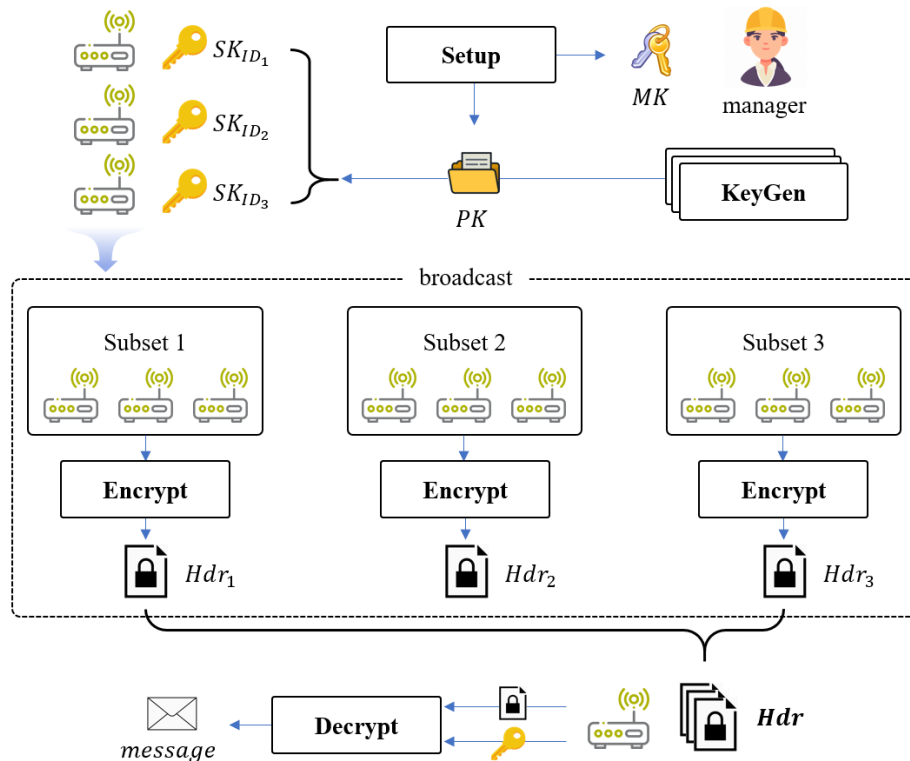 SK_{ID_1}
Setup
MK
manager
SK_{ID_2}
SK_{ID_3}
PK
KeyGen
broadcast
Subset 1
Subset 2
Subset 3
Encrypt
Encrypt
Encrypt
Hdr_1
Hdr_2
Hdr_3
Decrypt
Hdr
message